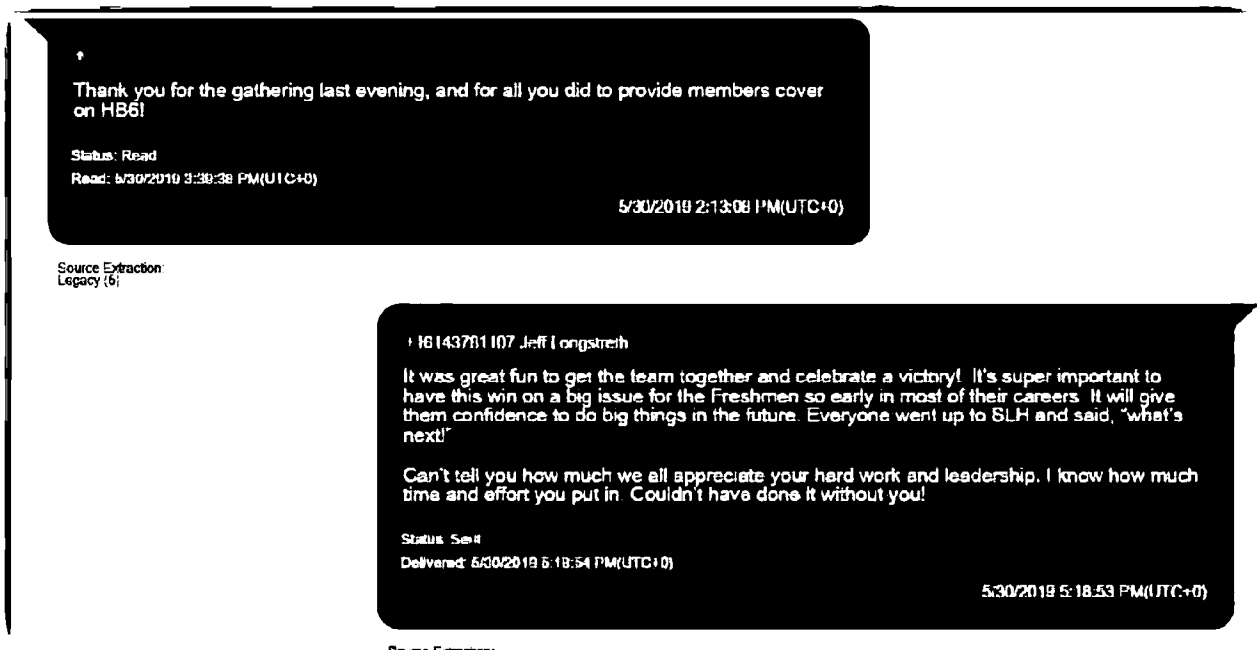 +
Thank you for the gathering last evening, and for all you did to provide members cover
on HB6!
Status: Read
Read: 5/30/2019 3:39:38 PM(UTC+0)
5/30/2019 2:13:08 PM(UTC+0)
Source Extraction:
Legacy (6)
Jeff Longstreth
It was great fun to get the team together and celebrate a victory! It's super important to
have this win on a big issue for the Freshmen so early in most of their careers. It will give
them confidence to do big things in the future. Everyone went up to SLH and said, "what's
next!"
Can't tell you how much we all appreciate your hard work and leadership. I know how much
time and effort you put in. Couldn't have done it without you!
Status: Sent
Delivered: 5/30/2019 5:18:54 PM(UTC+0)
5/30/2019 5:18:53 PM(UTC+0)